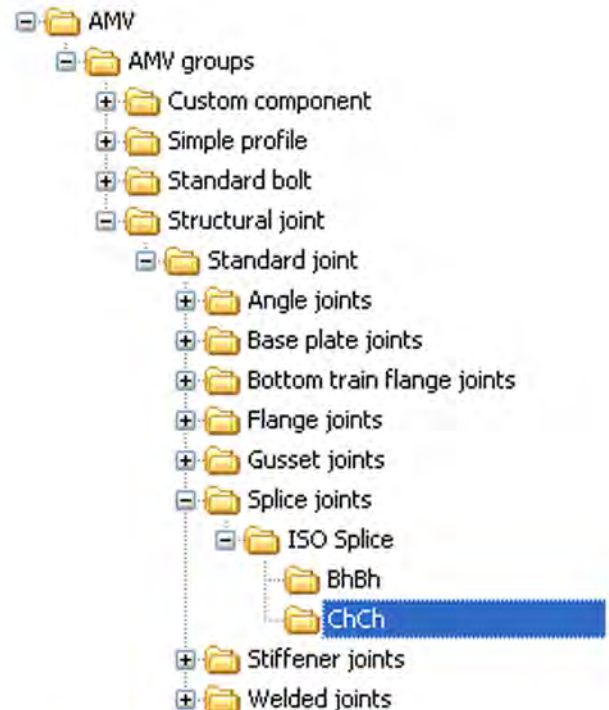 AMV
AMV groups
Custom component
Simple profile
Standard bolt
Structural joint
Standard joint
Angle joints
Base plate joints
Bottom train flange joints
Flange joints
Gusset joints
Splice joints
ISO Splice
BhBh
ChCh
Stiffener joints
Welded joints